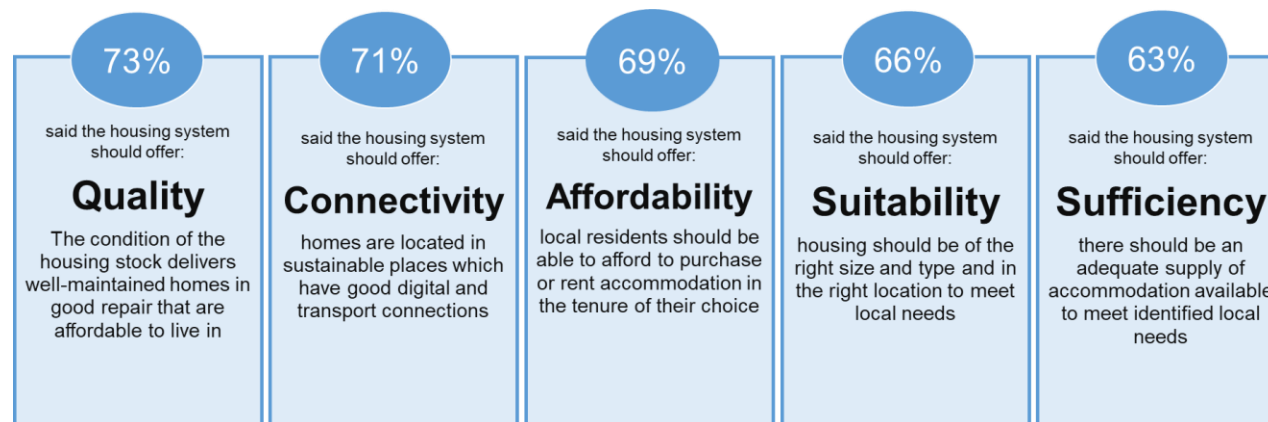 73%
said the housing system
should offer:
Quality
The condition of the
housing stock delivers
well-maintained homes in
good repair that are
affordable to live in
71%
said the housing system
should offer:
Connectivity
homes are located in
sustainable places which
have good digital and
transport connections
69%
said the housing system
should offer:
Affordability
local residents should be
able to afford to purchase
or rent accommodation in
the tenure of their choice
66%
said the housing system
should offer:
Suitability
housing should be of the
right size and type and in
the right location to meet
local needs
63%
said the housing system
should offer:
Sufficiency
there should be an
adequate supply of
accommodation available
to meet identified local
needs